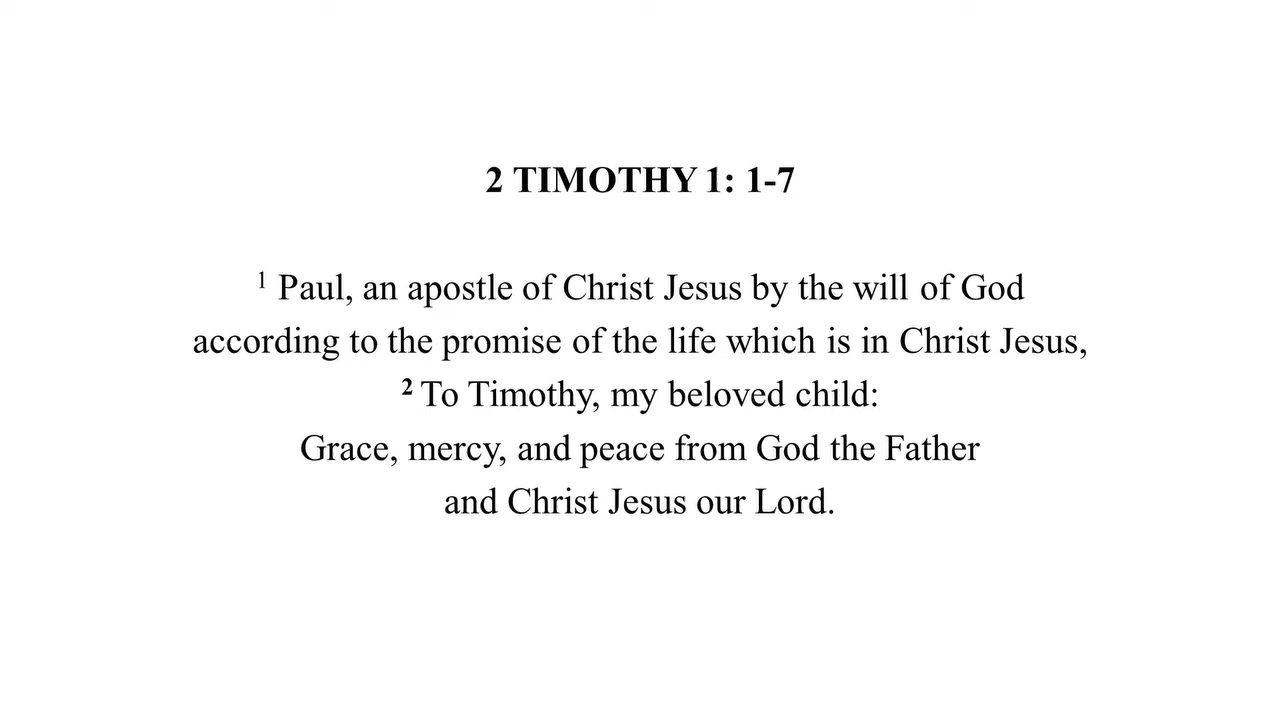 2 TIMOTHY 1: 1-7
1 Paul, an apostle of Christ Jesus by the will of God
according to the promise of the life which is in Christ Jesus,
2 To Timothy, my beloved child:
Grace, mercy, and peace from God the Father
and Christ Jesus our Lord.